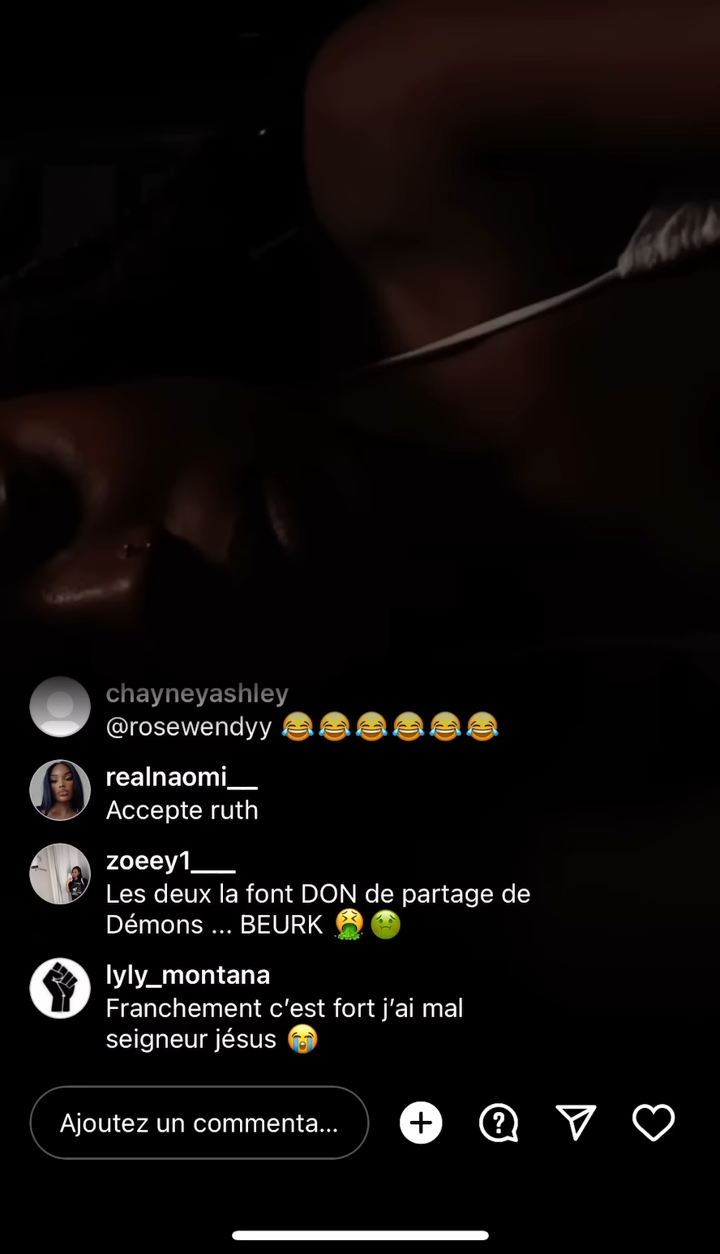 chayneyashley
@rosewendyy 😂😂😂😂😂😂
realnaomi__
Accepte ruth
zoeey1___
Les deux la font DON de partage de
Démons ... BEURK 🤮🤢
lyly_montana
Franchement c’est fort j’ai mal
seigneur jésus 😭
Ajoutez un commenta...